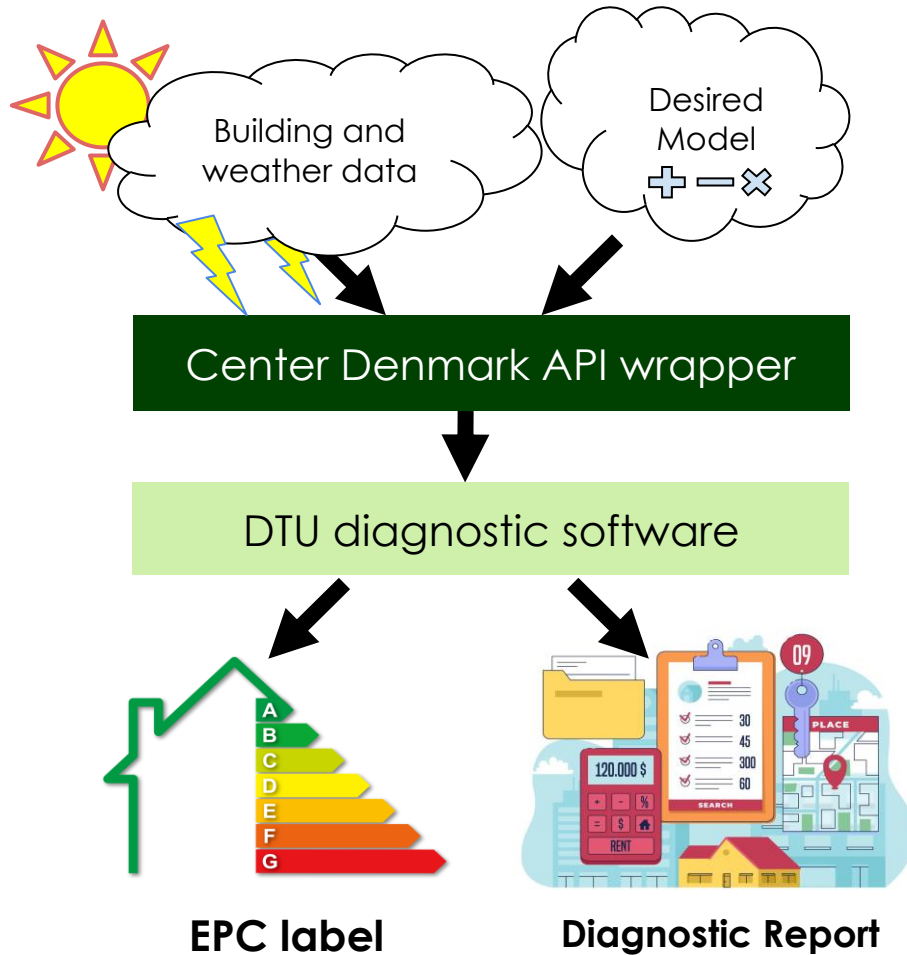 Building and
weather data
Desired
Model
Center Denmark API wrapper
DTU diagnostic software
A
B
C
D
E
F
G
09
PLACE
30
45
300
60
SEARCH
120.000 $
+ - %
= $
RENT
EPC label
Diagnostic Report